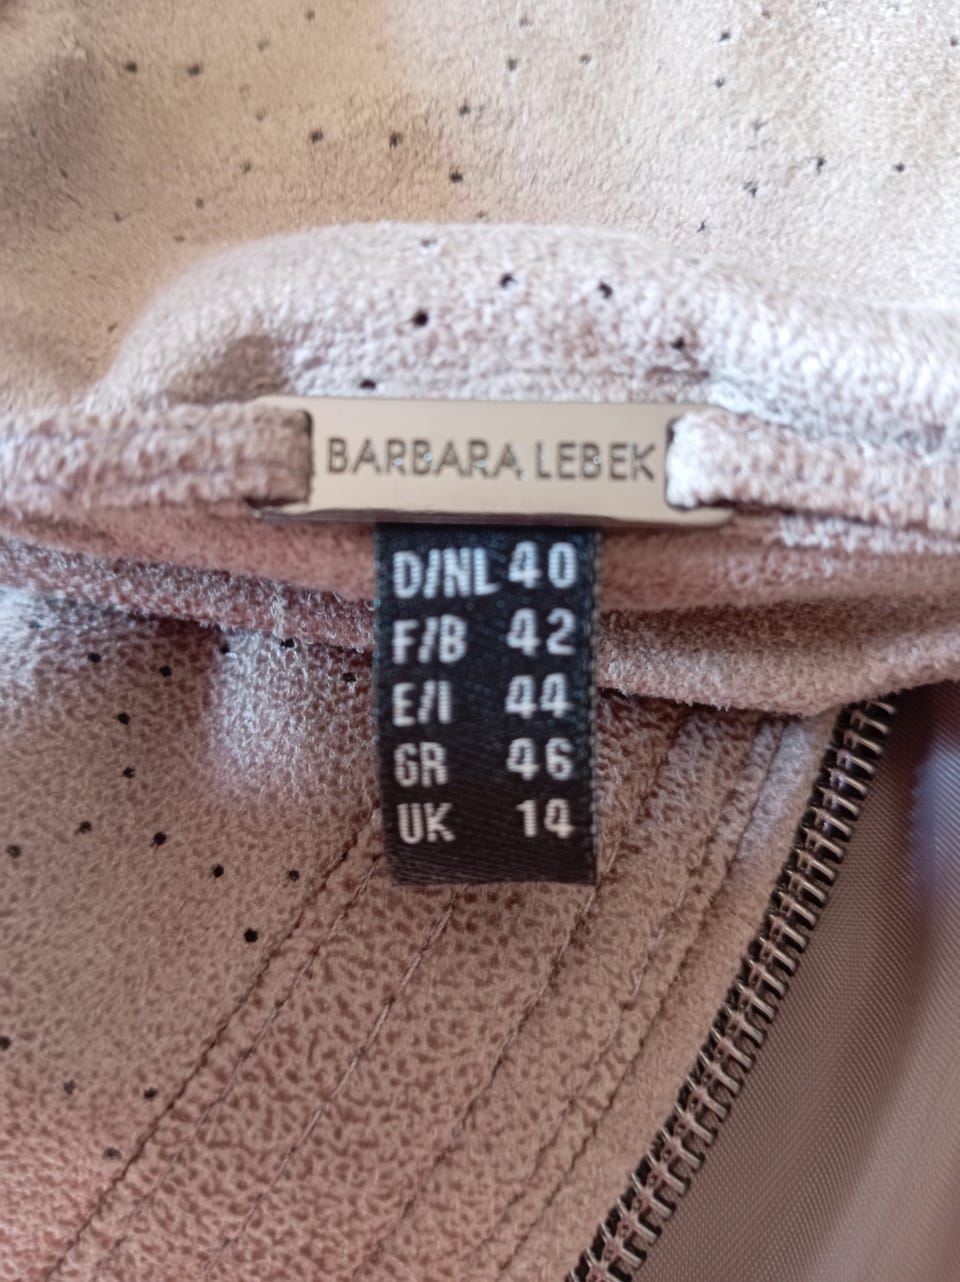 BARBARA LEBEK
D/NL 40
F/B 42
E/I 44
GR 46
UK 14